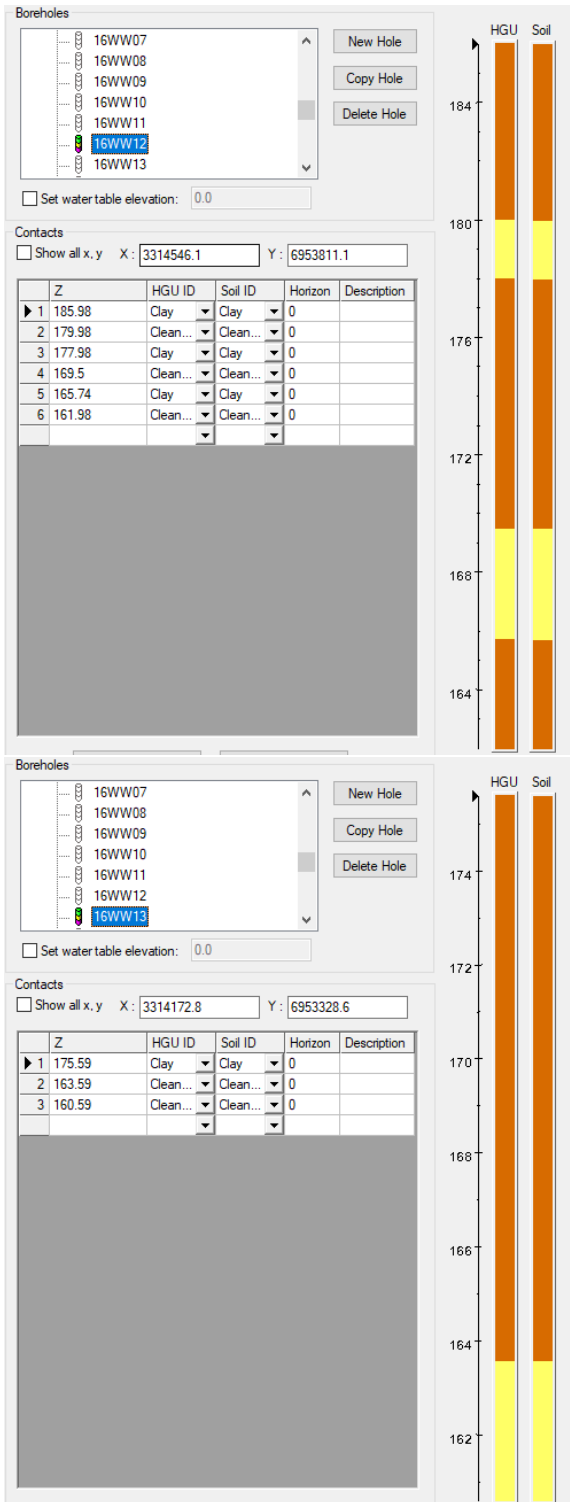 Boreholes
HGU Soil
16WW07
New Hole
16WW08
16WW09
Copy Hole
16WW10
16WW11
Delete Hole
16WW12
16WW13
Set water table elevation: 0.0
Contacts
Show all x, y X : 3314546.1 Y : 6953811.1
Z HGU ID Soil ID Horizon Description
1 185.98 Clay Clay 0
2 179.98 Clean... Clean... 0
3 177.98 Clay Clay 0
4 169.5 Clean... Clean... 0
5 165.74 Clay Clay 0
6 161.98 Clean... Clean... 0
184
180
176
172
168
164
Boreholes
HGU Soil
16WW07
New Hole
16WW08
16WW09
Copy Hole
16WW10
16WW11
Delete Hole
16WW12
16WW13
Set water table elevation: 0.0
Contacts
Show all x, y X : 3314172.8 Y : 6953328.6
Z HGU ID Soil ID Horizon Description
1 175.59 Clay Clay 0
2 163.59 Clean... Clean... 0
3 160.59 Clean... Clean... 0
174
172
170
168
166
164
162